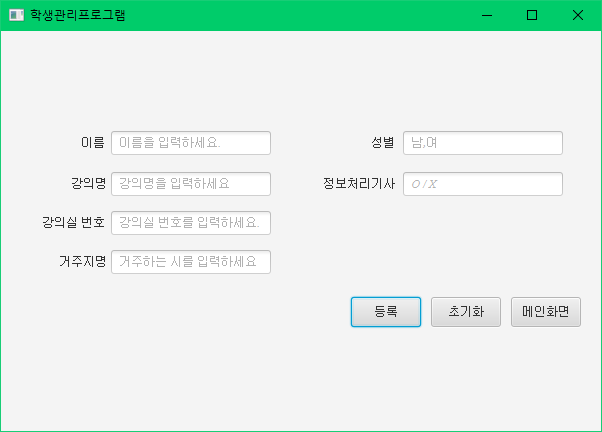 학생관리프로그램
이름 이름을 입력하세요. 성별 남,여
강의명 강의명을 입력하세요 정보처리기사 O / X
강의실 번호 강의실 번호를 입력하세요.
거주지명 거주하는 시를 입력하세요
등록 초기화 메인화면